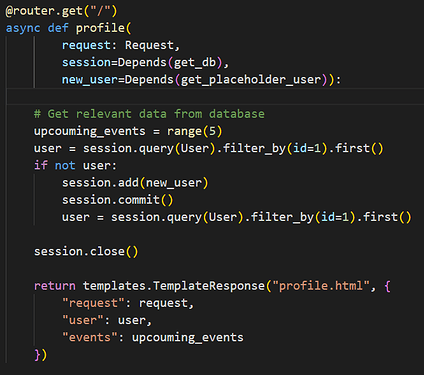 @router.get("/")
async def profile(
        request: Request,
        session=Depends(get_db),
        new_user=Depends(get_placeholder_user)):

    # Get relevant data from database
    upcouming_events = range(5)
    user = session.query(User).filter_by(id=1).first()
    if not user:
        session.add(new_user)
        session.commit()
        user = session.query(User).filter_by(id=1).first()

    session.close()

    return templates.TemplateResponse("profile.html", {
        "request": request,
        "user": user,
        "events": upcouming_events
    })